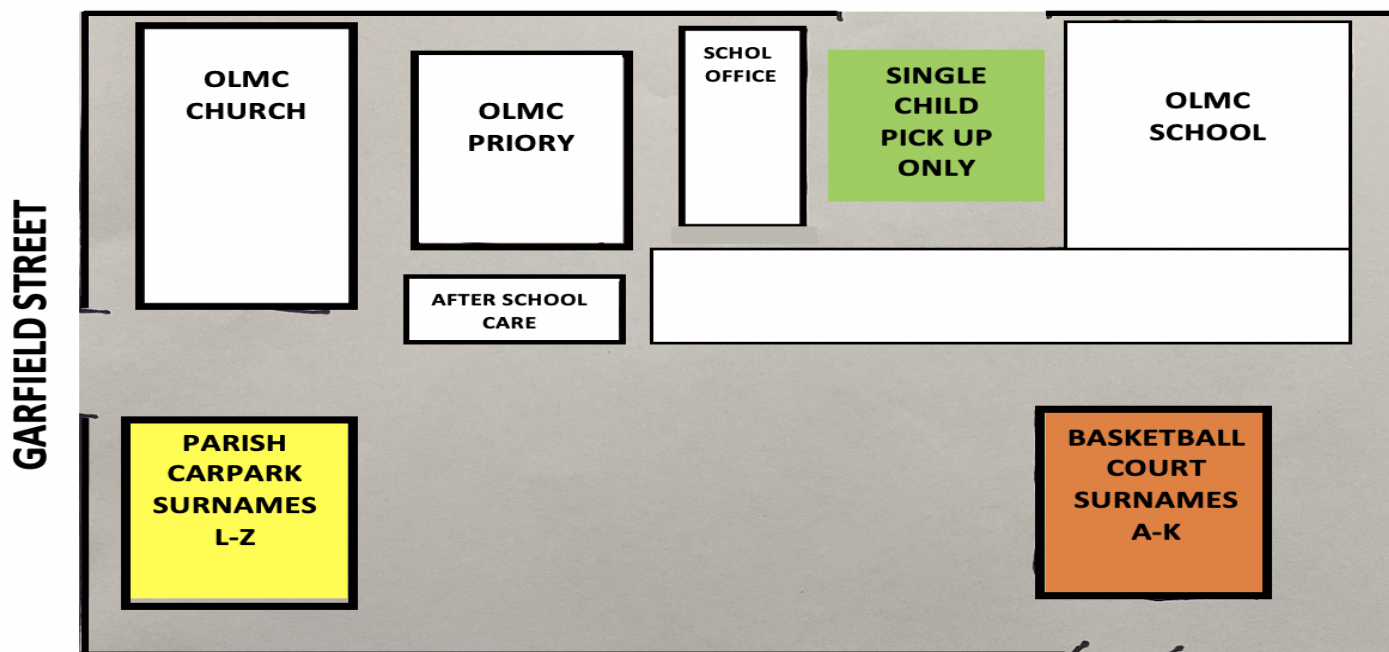 GARFIELD STREET
OLMC
CHURCH
OLMC
PRIORY
SCHOL
OFFICE
SINGLE
CHILD
PICK UP
ONLY
OLMC
SCHOOL
AFTER SCHOOL
CARE
PARISH
CARPARK
SURNAMES
L-Z
BASKETBALL
COURT
SURNAMES
A-K